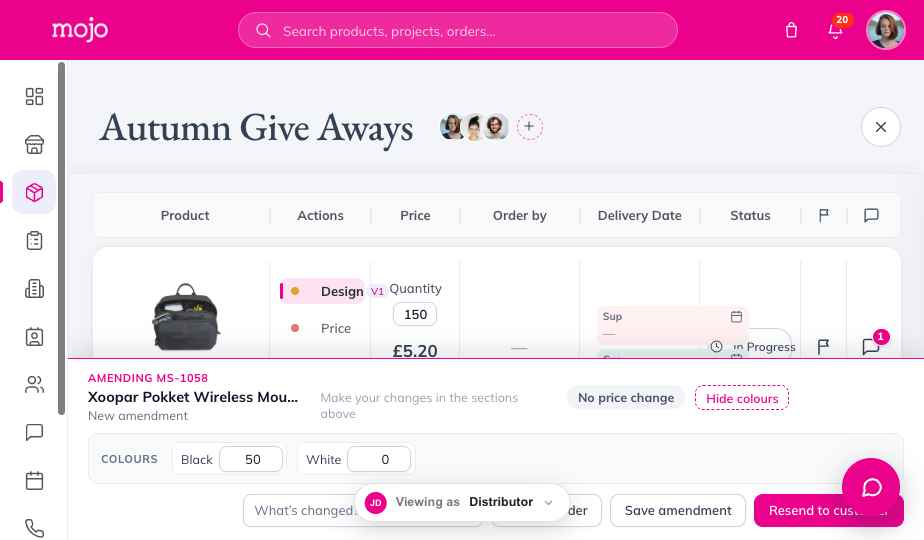 mojo
Search products, projects, orders...
20
Autumn Give Aways
Product
Actions
Price
Order by
Delivery Date
Status
Design V1
Price
Quantity
150
£5.20
—
Sup
—
In Progress
1
AMENDING MS-1058
Xoopar Pokket Wireless Mou...
New amendment
Make your changes in the sections
above
No price change
Hide colours
COLOURS
Black 50
White 0
What's changed
JD Viewing as Distributor
Save amendment
Resend to